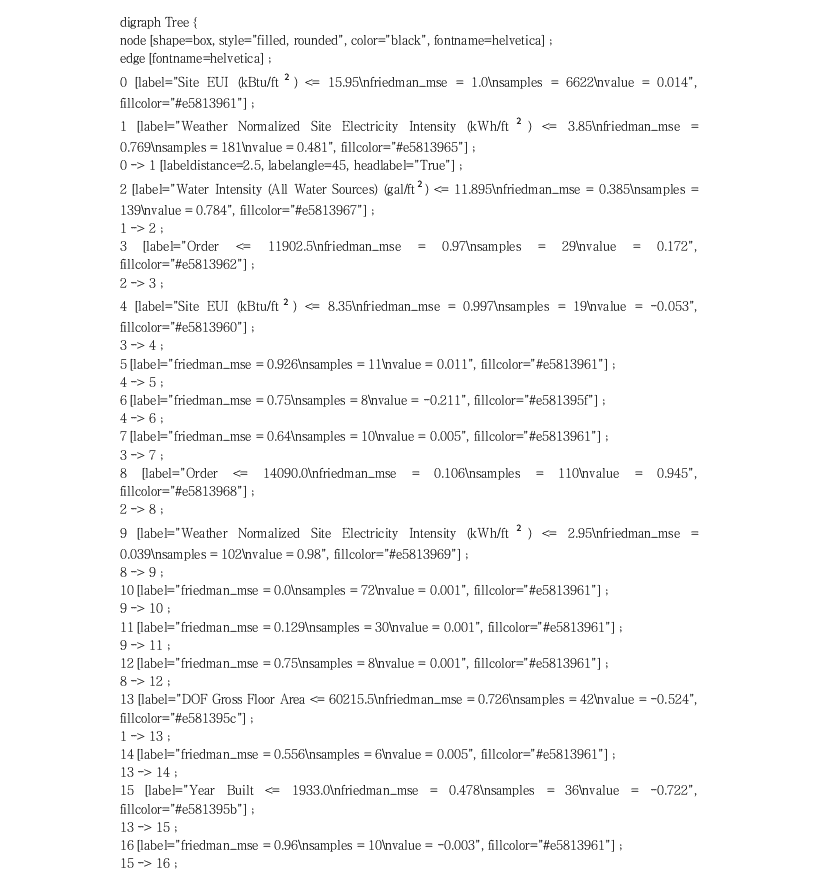 digraph Tree {
node [shape=box, style="filled, rounded", color="black", fontname=helvetica] ;
edge [fontname=helvetica] ;
0 [label="Site EUI (kBtu/ft ² ) <= 15.95\nfriedman_mse = 1.0\nsamples = 6622\nvalue = 0.014",
fillcolor="#e5813961"] ;
1 [label="Weather Normalized Site Electricity Intensity (kWh/ft ² ) <= 3.85\nfriedman_mse =
0.769\nsamples = 181\nvalue = 0.481", fillcolor="#e5813965"] ;
0 -> 1 [labeldistance=2.5, labelangle=45, headlabel="True"] ;
2 [label="Water Intensity (All Water Sources) (gal/ft ²) <= 11.895\nfriedman_mse = 0.385\nsamples =
139\nvalue = 0.784", fillcolor="#e5813967"] ;
1 -> 2 ;
3 [label="Order <= 11902.5\nfriedman_mse = 0.97\nsamples = 29\nvalue = 0.172",
fillcolor="#e5813962"] ;
2 -> 3 ;
4 [label="Site EUI (kBtu/ft ² ) <= 8.35\nfriedman_mse = 0.997\nsamples = 19\nvalue = -0.053",
fillcolor="#e5813960"] ;
3 -> 4 ;
5 [label="friedman_mse = 0.926\nsamples = 11\nvalue = 0.011", fillcolor="#e5813961"] ;
4 -> 5 ;
6 [label="friedman_mse = 0.75\nsamples = 8\nvalue = -0.211", fillcolor="#e581395f"] ;
4 -> 6 ;
7 [label="friedman_mse = 0.64\nsamples = 10\nvalue = 0.005", fillcolor="#e5813961"] ;
3 -> 7 ;
8 [label="Order <= 14090.0\nfriedman_mse = 0.106\nsamples = 110\nvalue = 0.945",
fillcolor="#e5813968"] ;
2 -> 8 ;
9 [label="Weather Normalized Site Electricity Intensity (kWh/ft ² ) <= 2.95\nfriedman_mse =
0.039\nsamples = 102\nvalue = 0.98", fillcolor="#e5813969"] ;
8 -> 9 ;
10 [label="friedman_mse = 0.0\nsamples = 72\nvalue = 0.001", fillcolor="#e5813961"] ;
9 -> 10 ;
11 [label="friedman_mse = 0.129\nsamples = 30\nvalue = 0.001", fillcolor="#e5813961"] ;
9 -> 11 ;
12 [label="friedman_mse = 0.75\nsamples = 8\nvalue = 0.001", fillcolor="#e5813961"] ;
8 -> 12 ;
13 [label="DOF Gross Floor Area <= 60215.5\nfriedman_mse = 0.726\nsamples = 42\nvalue = -0.524",
fillcolor="#e581395c"] ;
1 -> 13 ;
14 [label="friedman_mse = 0.556\nsamples = 6\nvalue = 0.005", fillcolor="#e5813961"] ;
13 -> 14 ;
15 [label="Year Built <= 1933.0\nfriedman_mse = 0.478\nsamples = 36\nvalue = -0.722",
fillcolor="#e581395b"] ;
13 -> 15 ;
16 [label="friedman_mse = 0.96\nsamples = 10\nvalue = -0.003", fillcolor="#e5813961"] ;
15 -> 16 ;